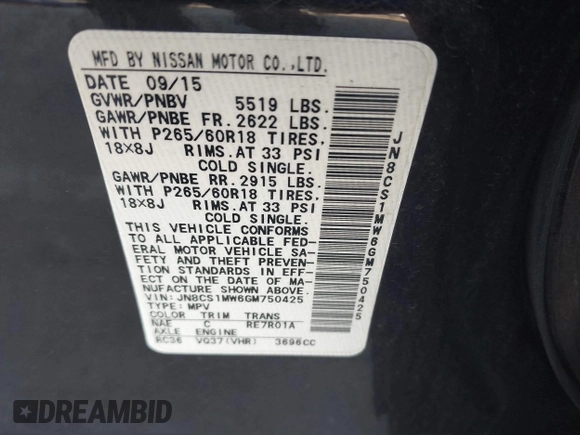 MFD BY NISSAN MOTOR CO.,LTD.
DATE 09/15
GVWR/PNBV 5519 LBS.
GAWR/PNBE FR. 2622 LBS.
WITH P265/60R18 TIRES,
18X8J RIMS.AT 33 PSI
COLD SINGLE.
GAWR/PNBE RR. 2915 LBS.
WITH P265/60R18 TIRES,
18X8J RIMS.AT 33 PSI
COLD SINGLE.
THIS VEHICLE CONFORMS
TO ALL APPLICABLE FED-
ERAL MOTOR VEHICLE SA-
FETY AND THEFT PREVEN-
TION STANDARDS IN EFF-
ECT ON THE DATE OF MA-
NUFACTURE SHOWN ABOVE.
VIN: JN8CS1MW6GM750425
TYPE: MPV
COLOR TRIM TRANS
NAE C RE7R01A
AXLE ENGINE
RC36 VQ37(VHR) 3696CC
JN8CS1MW6GM750425
DREAMBID